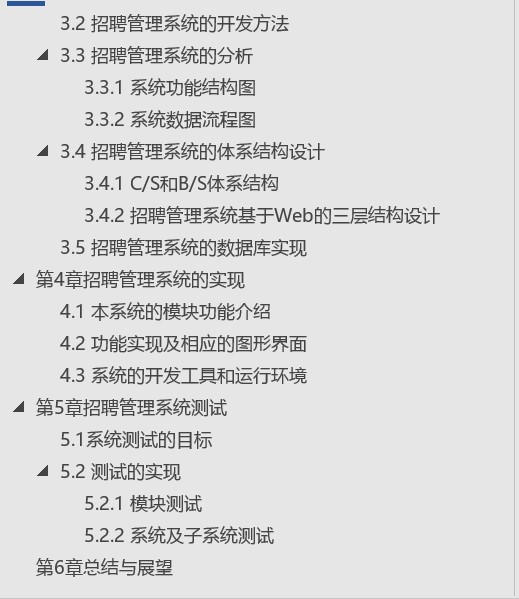 3.2 招聘管理系统的开发方法
3.3 招聘管理系统的分析
3.3.1 系统功能结构图
3.3.2 系统数据流程图
3.4 招聘管理系统的体系结构设计
3.4.1 C/S和B/S体系结构
3.4.2 招聘管理系统基于Web的三层结构设计
3.5 招聘管理系统的数据库实现
第4章招聘管理系统的实现
4.1 本系统的模块功能介绍
4.2 功能实现及相应的图形界面
4.3 系统的开发工具和运行环境
第5章招聘管理系统测试
5.1系统测试的目标
5.2 测试的实现
5.2.1 模块测试
5.2.2 系统及子系统测试
第6章总结与展望